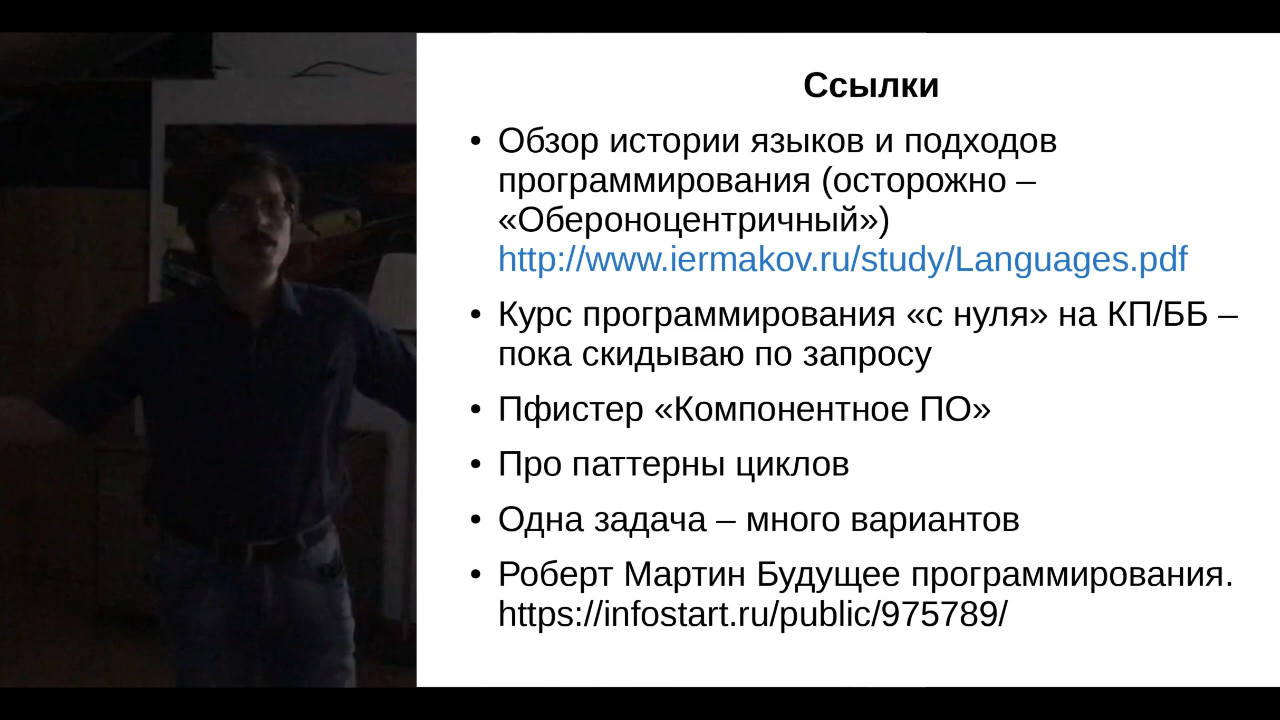 Ссылки
• Обзор истории языков и подходов
программирования (осторожно –
«Обероноцентричный»)
http://www.iermakov.ru/study/Languages.pdf
• Курс программирования «с нуля» на КП/ББ –
пока скидываю по запросу
• Пфистер «Компонентное ПО»
• Про паттерны циклов
• Одна задача – много вариантов
• Роберт Мартин Будущее программирования.
https://infostart.ru/public/975789/